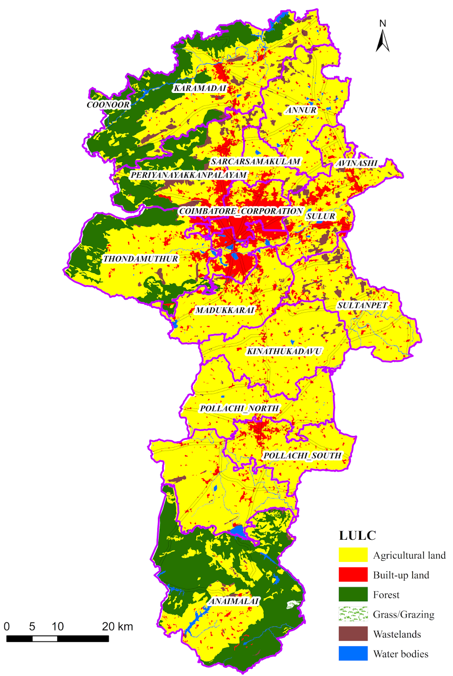 N
KARAMADAI
COONOOR
ANNUR
SARCARSAMAKULAM
AVINASHI
PERIYANAYAKKANPALAYAM
COIMBATORE_CORPORATION
SULUR
THONDAMUTHUR
SULTANPET
MADUKKARAI
KINATHUKADAVU
POLLACHI_NORTH
POLLACHI_SOUTH
ANAIMALAI
LULC
Agricultural land
Built-up land
Forest
Grass/Grazing
Wastelands
Water bodies
0 5 10 20 km